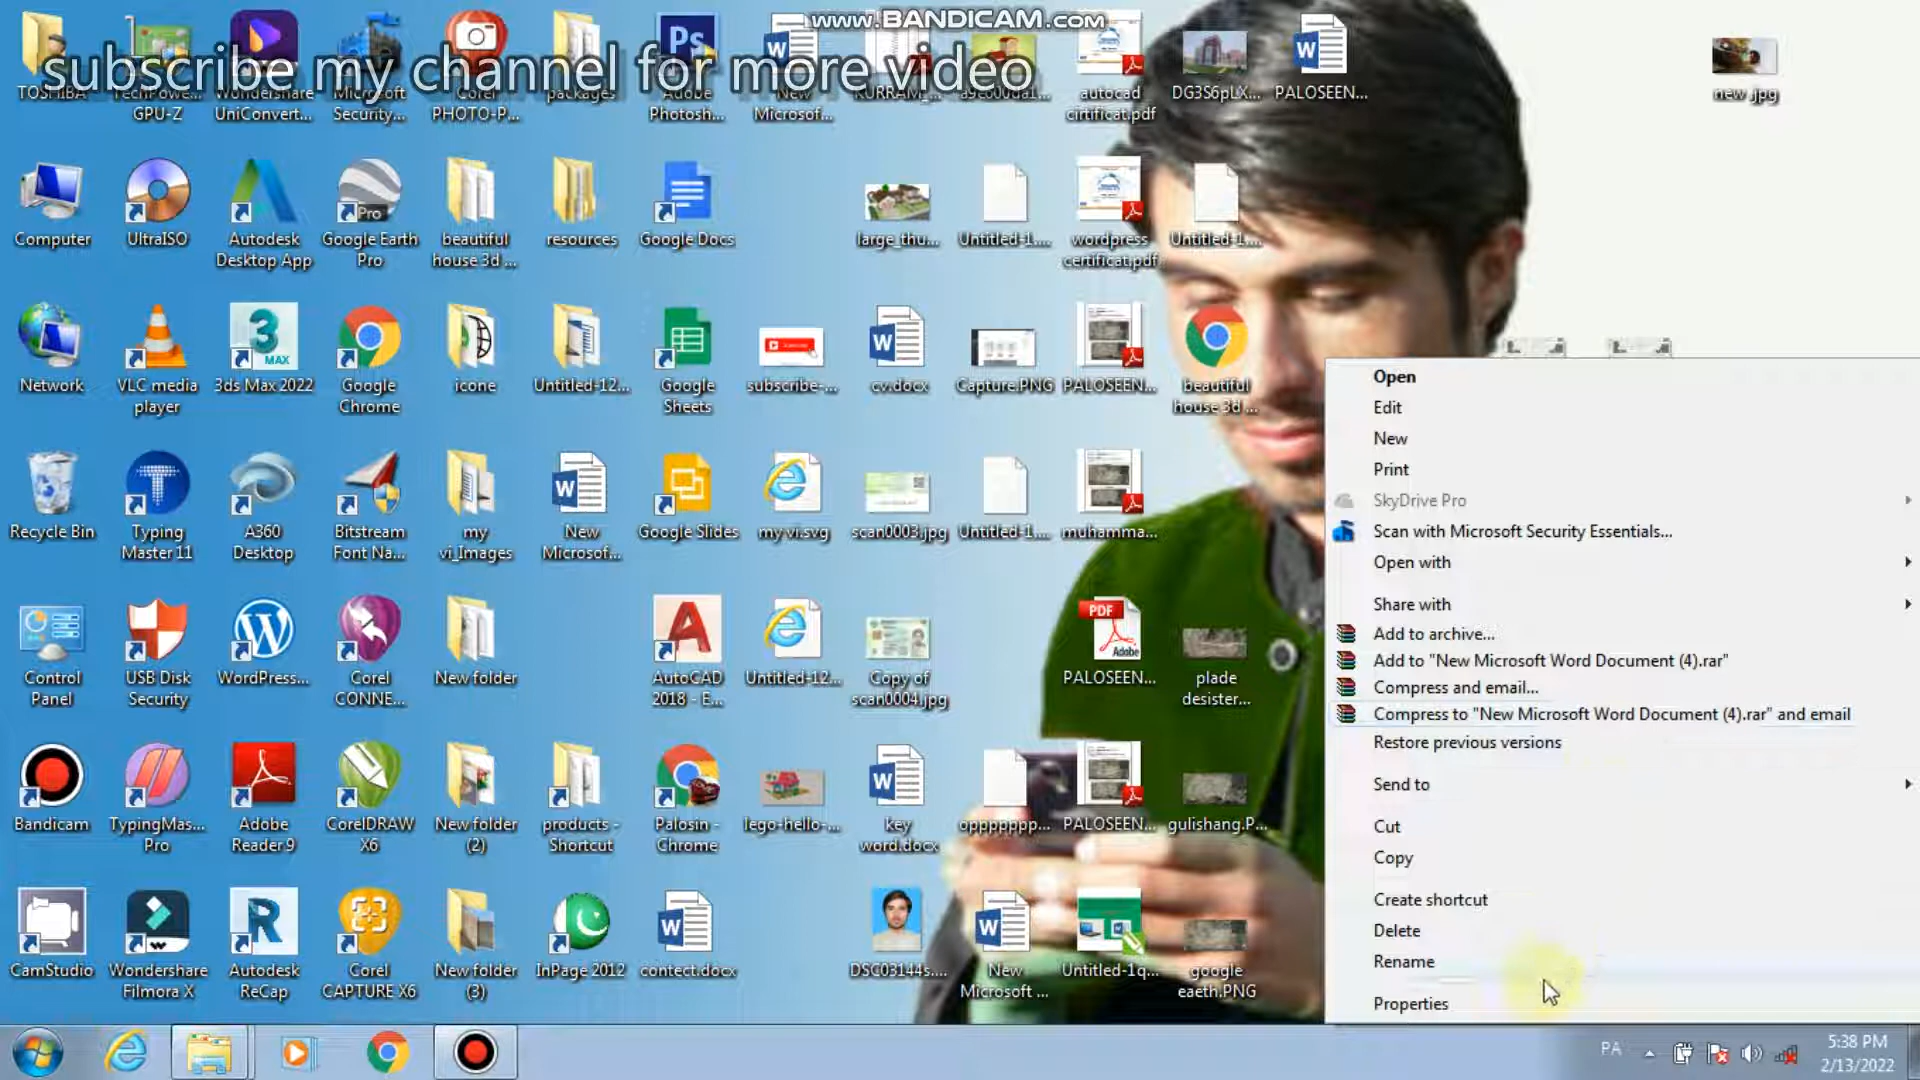 www.BANDICAM.com
subscribe my channel for more video
TOSHIBA
TechPowe... GPU-Z
Wondershare UniConvert...
Microsoft Security...
Corel PHOTO-P...
packages
Adobe Photosh...
New Microsof...
KURRAM_...
a9e000da1...
autocad cirtificat.pdf
DG3S6pLX...
PALOSEEN...
new .jpg
Computer
UltraISO
Autodesk Desktop App
Google Earth Pro
beautiful house 3d ...
resources
Google Docs
large_thu...
Untitled-1....
wordpress certificat.pdf
Untitled-1....
Network
VLC media player
3ds Max 2022
Google Chrome
icone
Untitled-12...
Google Sheets
subscribe-...
cv.docx
Capture.PNG
PALOSEEN...
beautiful house 3d ...
Recycle Bin
Typing Master 11
A360 Desktop
Bitstream Font Na...
my vi_Images
New Microsof...
Google Slides
my vi.svg
scan0003.jpg
Untitled-1....
muhamma...
Control Panel
USB Disk Security
WordPress...
Corel CONNE...
New folder
AutoCAD 2018 - E...
Untitled-12...
Copy of scan0004.jpg
PALOSEEN...
plade desister...
Bandicam
TypingMas... Pro
Adobe Reader 9
CorelDRAW X6
New folder (2)
products - Shortcut
Palosin - Chrome
lego-hello-...
key word.docx
opppppppp...
PALOSEEN...
gulishang.P...
CamStudio
Wondershare Filmora X
Autodesk ReCap
Corel CAPTURE X6
New folder (3)
InPage 2012
contect.docx
DSC03144s....
New Microsoft ...
Untitled-1q...
google eaeth.PNG
Open
Edit
New
Print
SkyDrive Pro
Scan with Microsoft Security Essentials...
Open with
Share with
Add to archive...
Add to "New Microsoft Word Document (4).rar"
Compress and email...
Compress to "New Microsoft Word Document (4).rar" and email
Restore previous versions
Send to
Cut
Copy
Create shortcut
Delete
Rename
Properties
PA
5:38 PM
2/13/2022